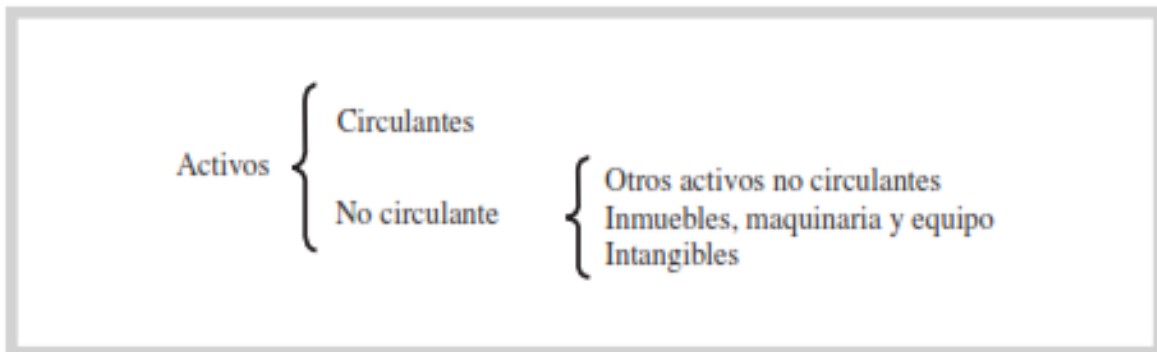 Activos
Circulantes
No circulante
Otros activos no circulantes
Inmuebles, maquinaria y equipo
Intangibles